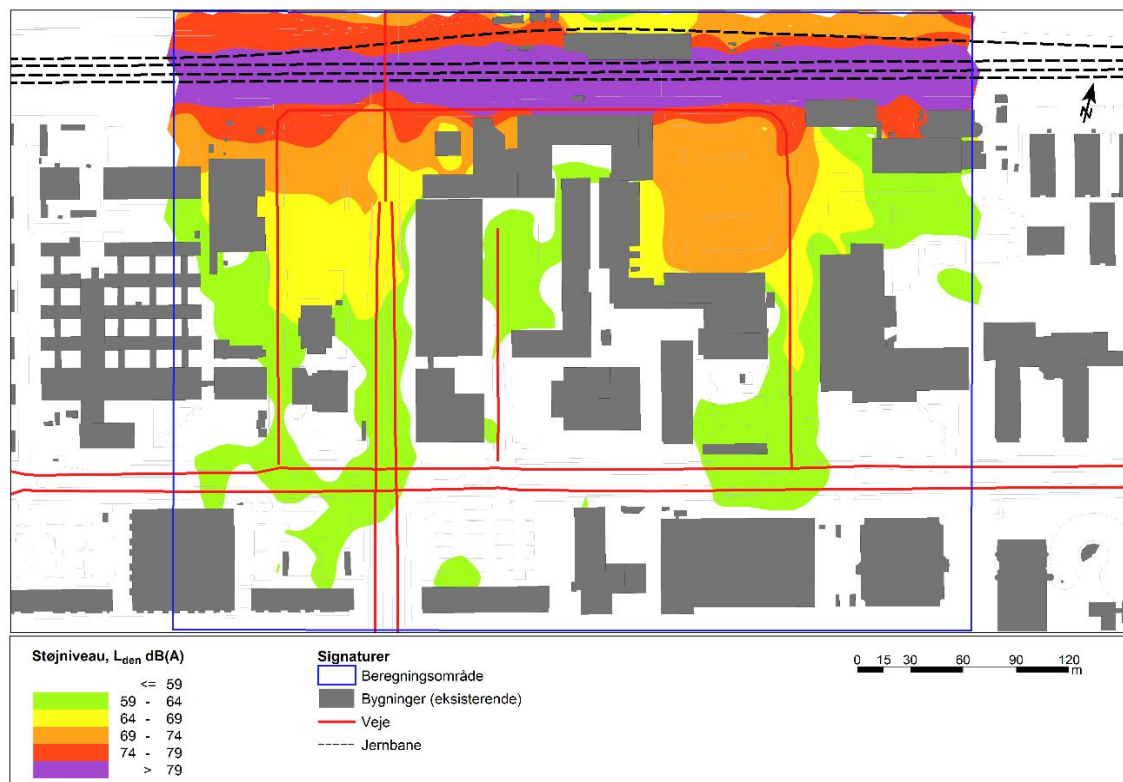 N
Støjniveau, Lden dB(A)
<= 59
59 - 64
64 - 69
69 - 74
74 - 79
> 79
Signaturer
Beregningsområde
Bygninger (eksisterende)
Veje
Jernbane
0 15 30 60 90 120
m